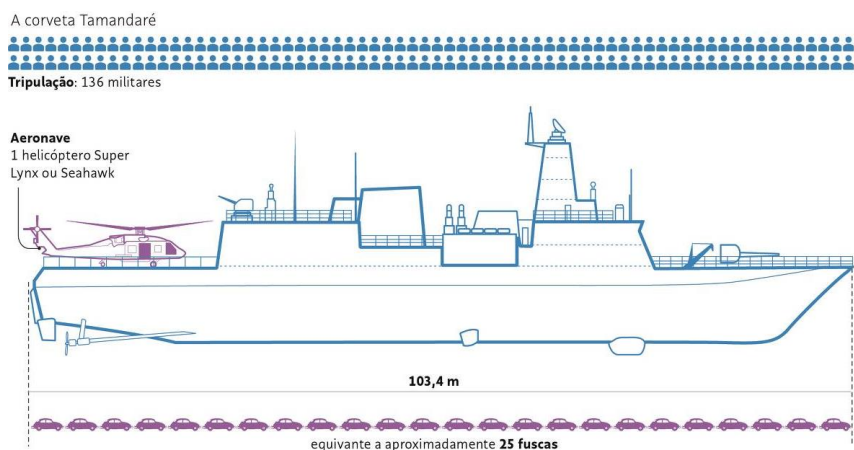 A corveta Tamandaré
Tripulação: 136 militares
Aeronave
1 helicóptero Super
Lynx ou Seahawk
103,4 m
equivante a aproximadamente 25 fuscas